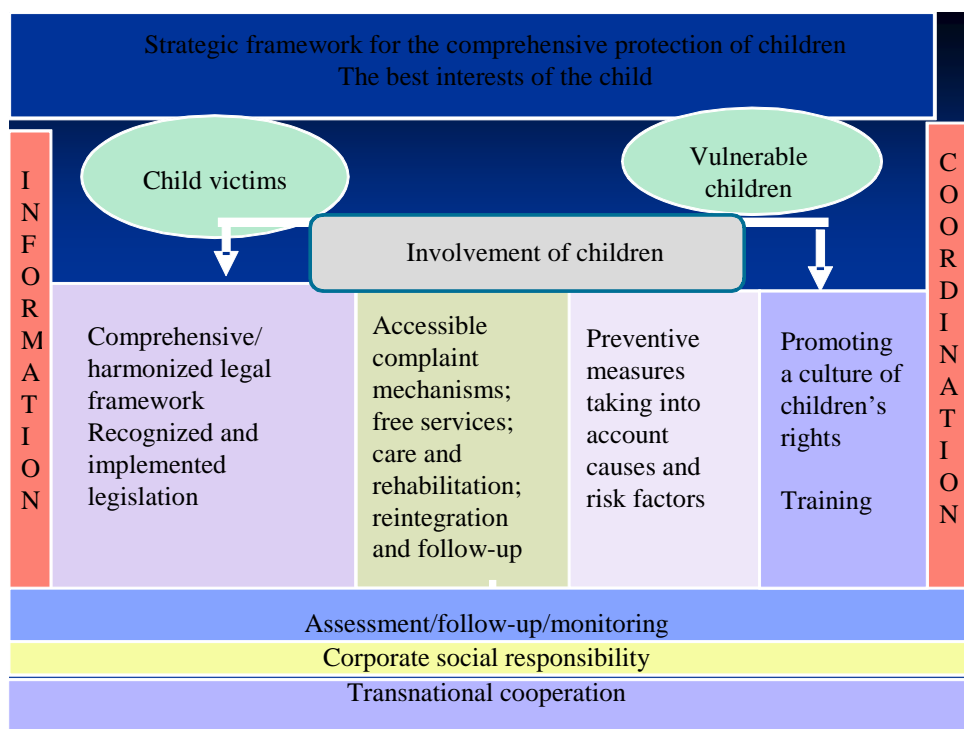 Strategic framework for the comprehensive protection of children
The best interests of the child
Child victims
Vulnerable
children
Involvement of children
INFORMATION
Comprehensive/
harmonized legal
framework
Recognized and
implemented
legislation
Accessible
complaint
mechanisms;
free services;
care and
rehabilitation;
reintegration
and follow-up
Preventive
measures
taking into
account
causes and
risk factors
Promoting
a culture of
children’s
rights
Training
COORDINATION
Assessment/follow-up/monitoring
Corporate social responsibility
Transnational cooperation